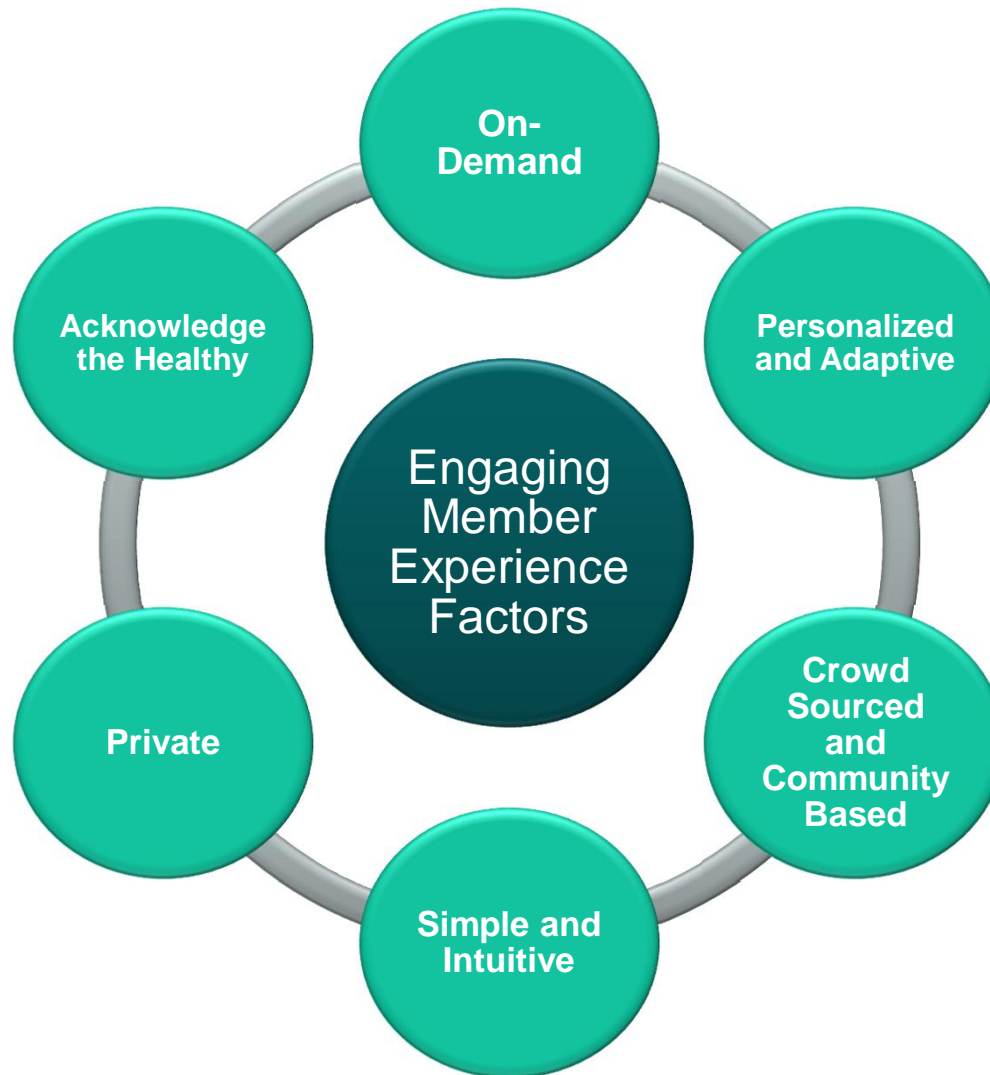 On-
Demand
Acknowledge
the Healthy
Personalized
and Adaptive
Engaging
Member
Experience
Factors
Private
Crowd
Sourced
and
Community
Based
Simple and
Intuitive